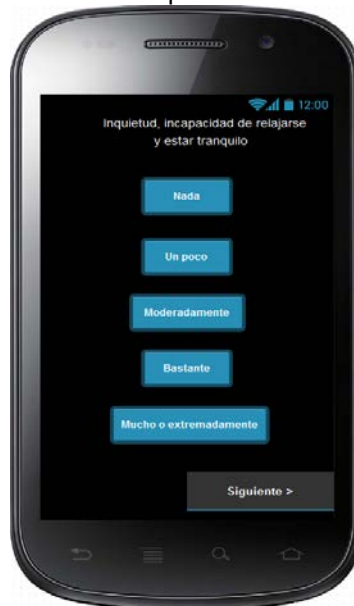 12:00
Inquietud, incapacidad de relajarse
y estar tranquilo
Nada
Un poco
Moderadamente
Bastante
Mucho o extremadamente
Siguiente >